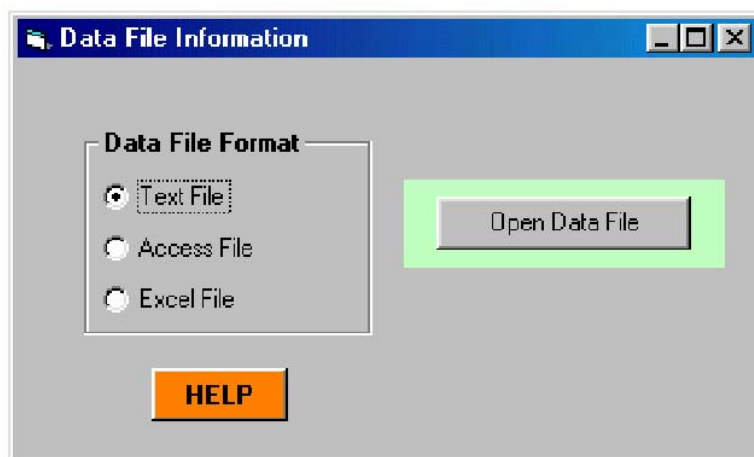 Data File Information
Data File Format
Text File
Access File
Excel File
Open Data File
HELP